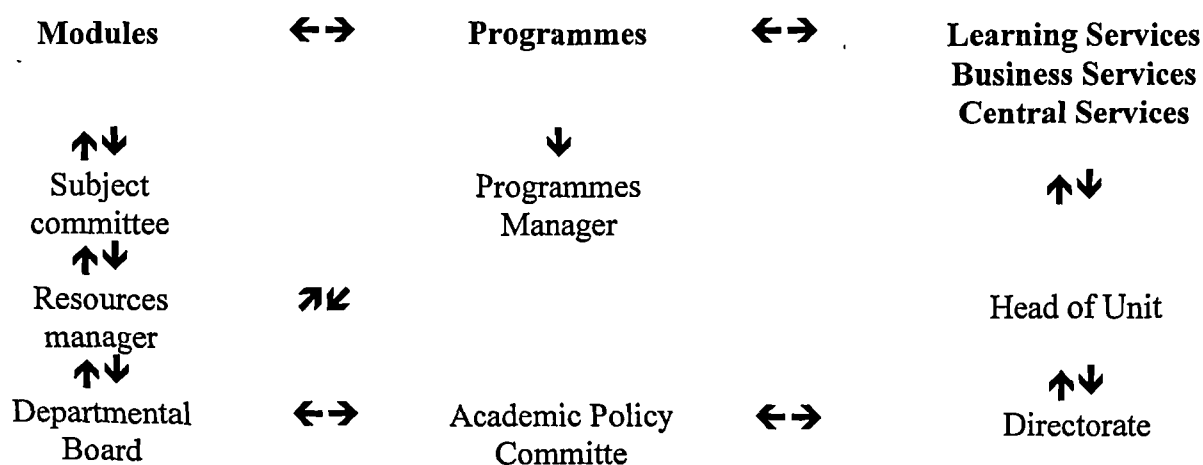 Modules ←→ Programmes ←→ Learning Services
Business Services
Central Services
↑↓ ↓
Subject Programmes ↑↓
committee Manager
↑↓
Resources ↗↙ Head of Unit
manager
↑↓ ↑↓
Departmental ←→ Academic Policy ←→ Directorate
Board Committe